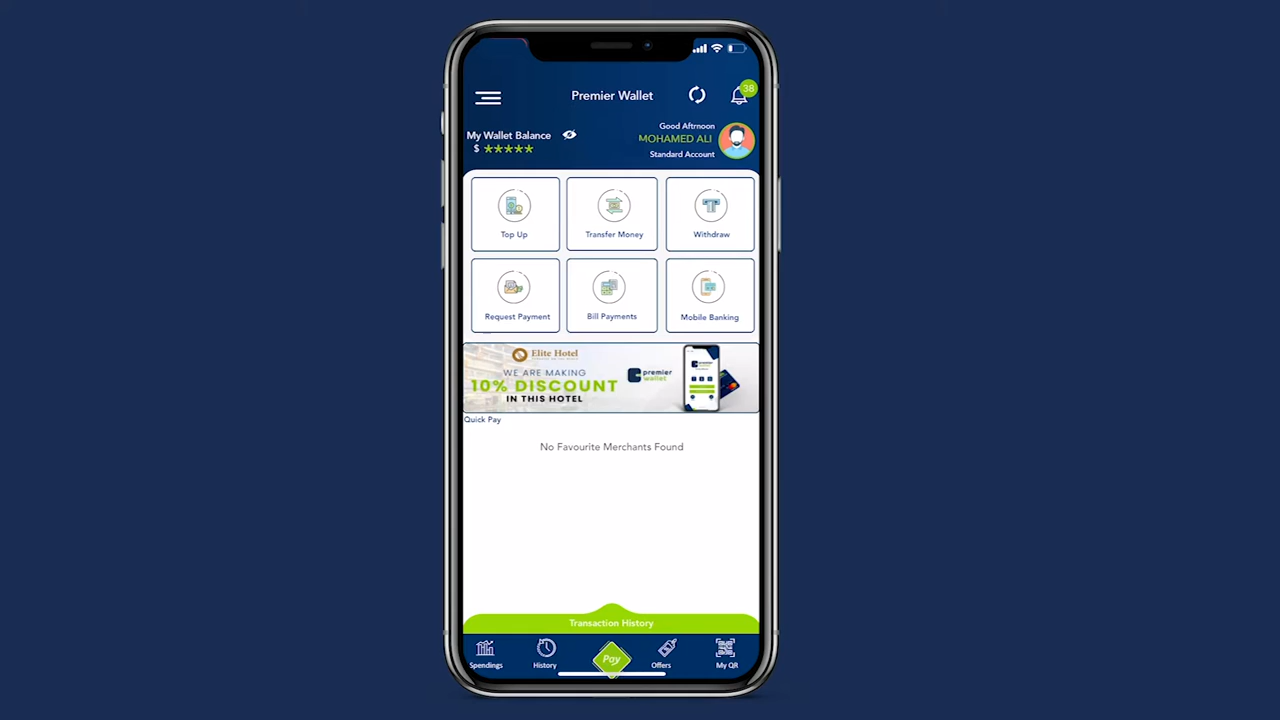 Premier Wallet
38
My Wallet Balance
$ *****
Good Aftrnoon
MOHAMED ALI
Standard Account
Top Up
Transfer Money
Withdraw
Request Payment
Bill Payments
Mobile Banking
Elite Hotel
WE ARE MAKING
10% DISCOUNT
IN THIS HOTEL
premier
wallet
Quick Pay
No Favourite Merchants Found
Transaction History
Spendings
History
Pay
Offers
My QR